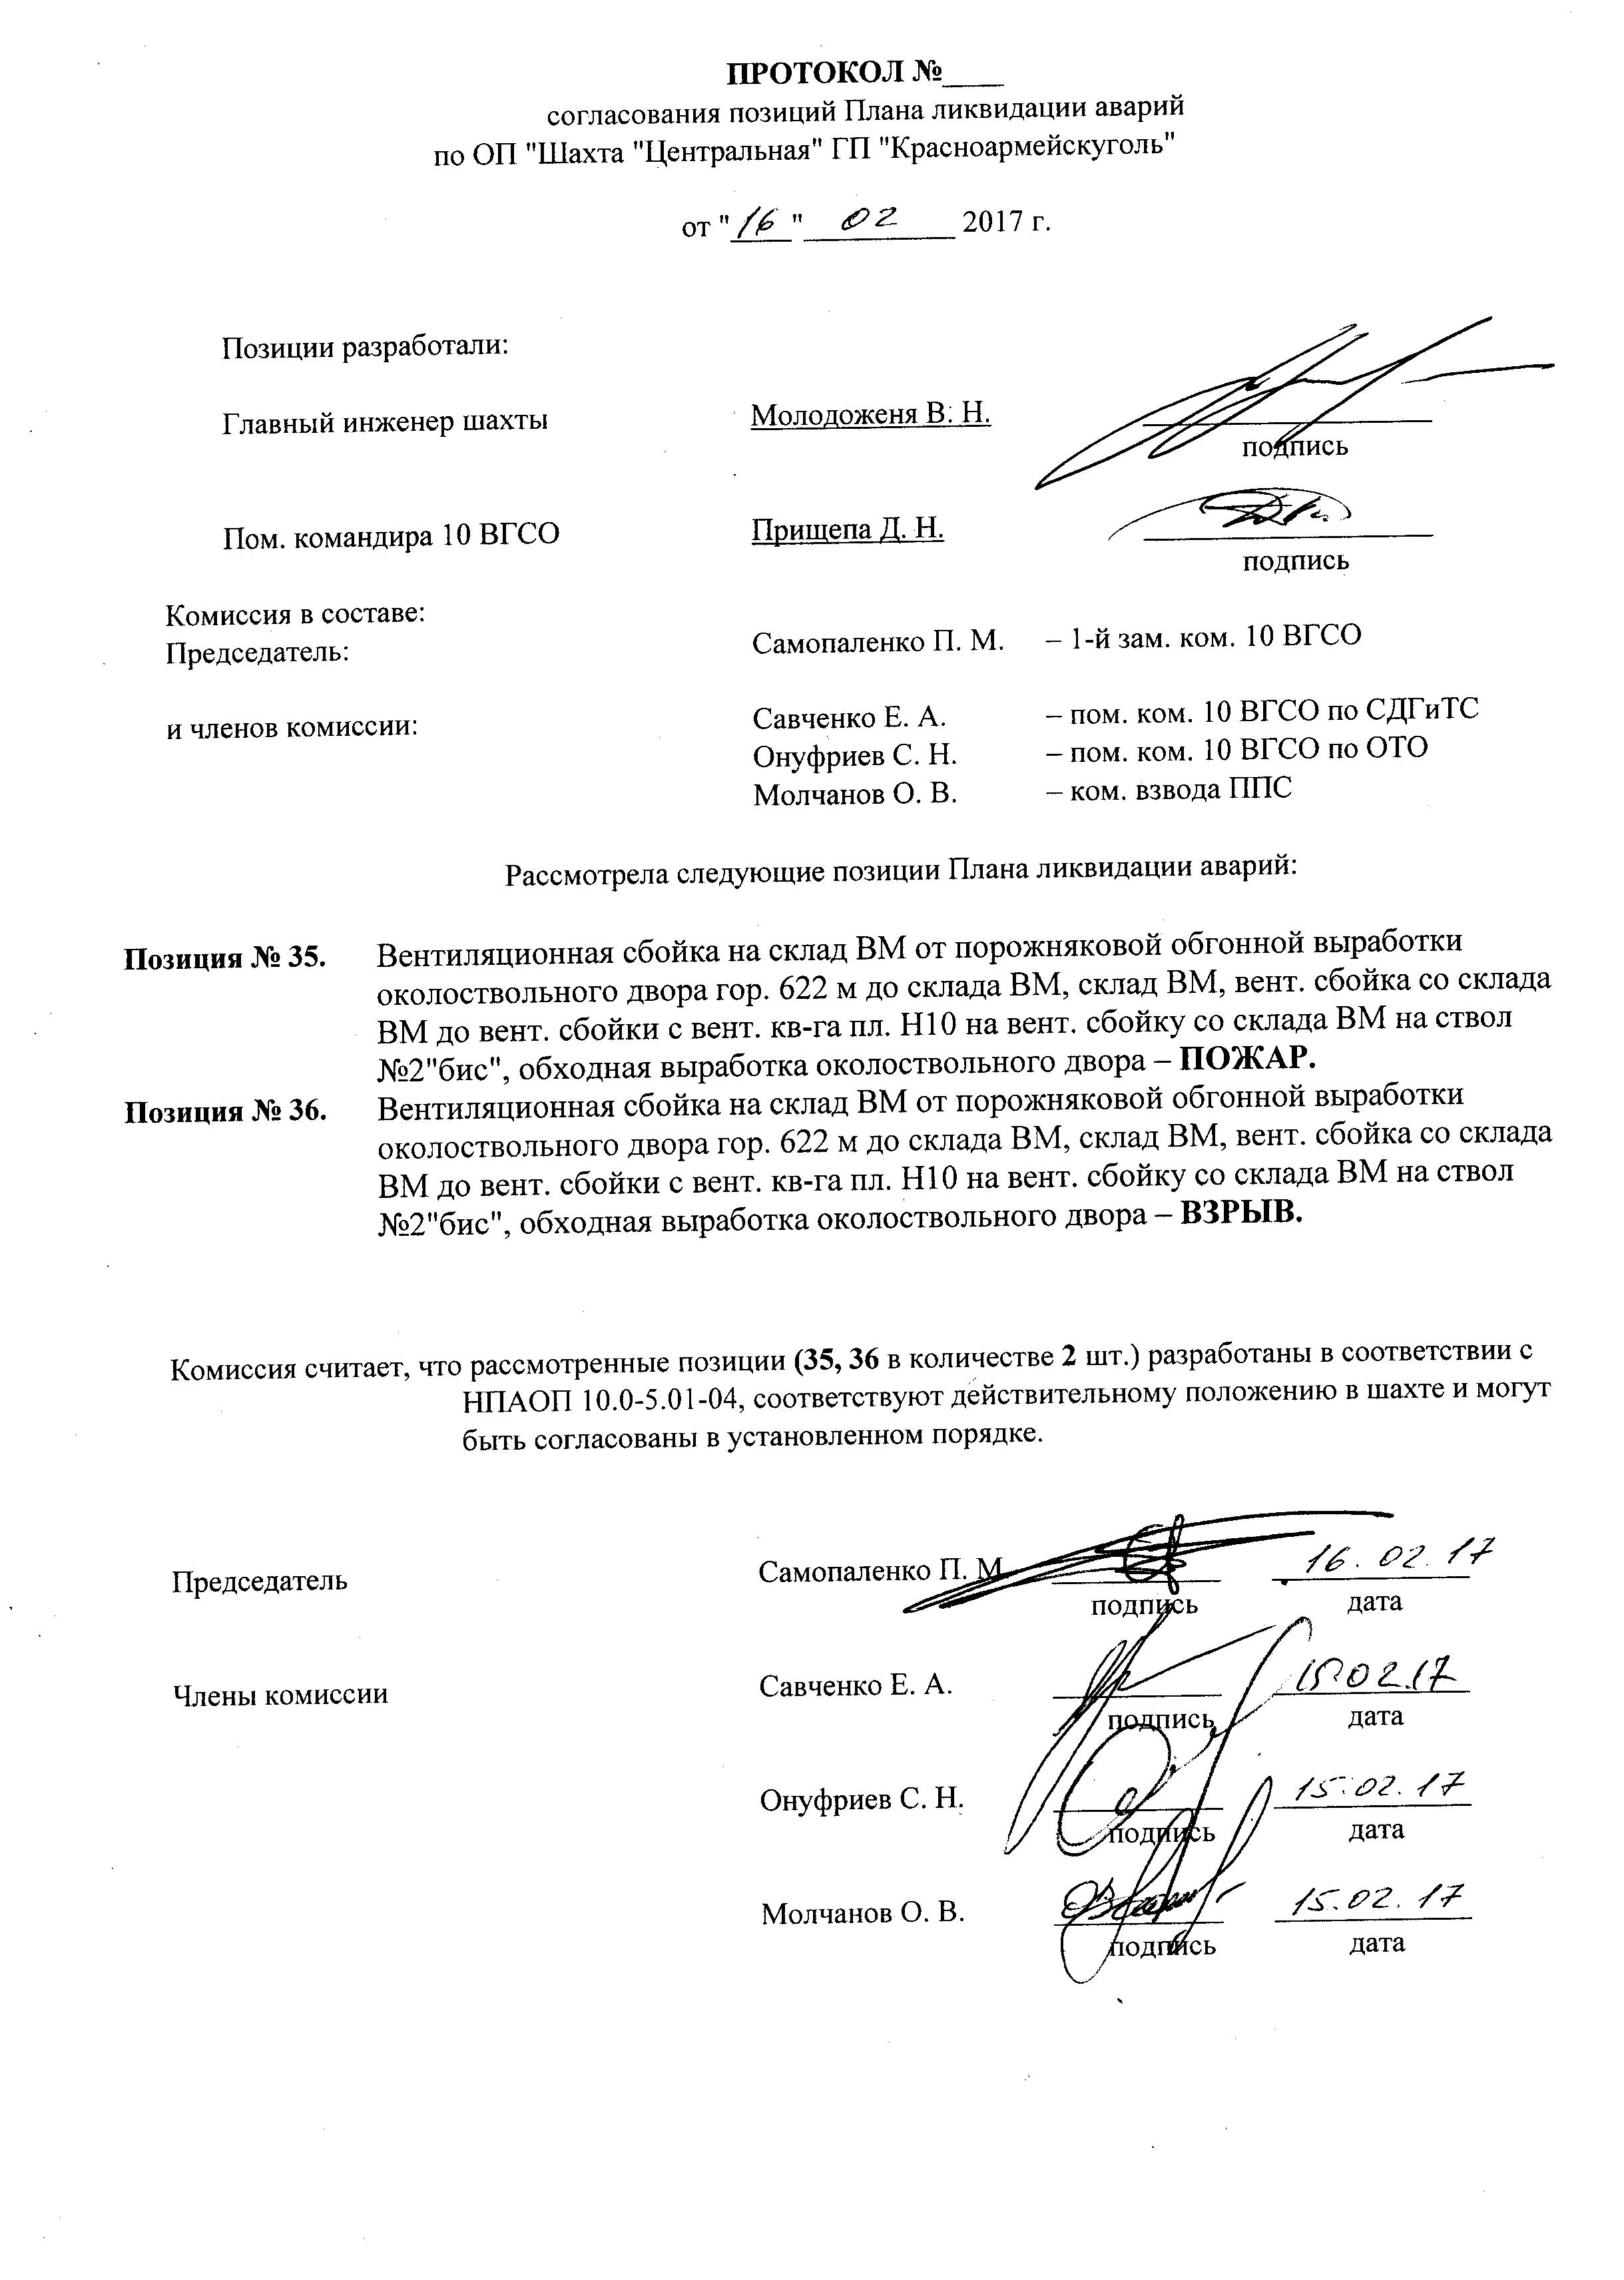 ПРОТОКОЛ №____
согласования позиций Плана ликвидации аварий
по ОП "Шахта "Центральная" ГП "Красноармейскуголь"
от "16" 02 2017 г.
Позиции разработали:
Главный инженер шахты Молодоженя В. Н.
подпись
Пом. командира 10 ВГСО Прищепа Д. Н.
подпись
Комиссия в составе:
Председатель: Самопаленко П. М. – 1-й зам. ком. 10 ВГСО
и членов комиссии: Савченко Е. А. – пом. ком. 10 ВГСО по СДГиТС
Онуфриев С. Н. – пом. ком. 10 ВГСО по ОТО
Молчанов О. В. – ком. взвода ППС
Рассмотрела следующие позиции Плана ликвидации аварий:
Позиция № 35. Вентиляционная сбойка на склад ВМ от порожняковой обгонной выработки
околоствольного двора гор. 622 м до склада ВМ, склад ВМ, вент. сбойка со склада
ВМ до вент. сбойки с вент. кв-га пл. Н10 на вент. сбойку со склада ВМ на ствол
№2"бис", обходная выработка околоствольного двора – ПОЖАР.
Позиция № 36. Вентиляционная сбойка на склад ВМ от порожняковой обгонной выработки
околоствольного двора гор. 622 м до склада ВМ, склад ВМ, вент. сбойка со склада
ВМ до вент. сбойки с вент. кв-га пл. Н10 на вент. сбойку со склада ВМ на ствол
№2"бис", обходная выработка околоствольного двора – ВЗРЫВ.
Комиссия считает, что рассмотренные позиции (35, 36 в количестве 2 шт.) разработаны в соответствии с
НПАОП 10.0-5.01-04, соответствуют действительному положению в шахте и могут
быть согласованы в установленном порядке.
Председатель Самопаленко П. М. 16.02.17
подпись дата
Члены комиссии Савченко Е. А. 15.02.17
подпись дата
Онуфриев С. Н. 15.02.17
подпись дата
Молчанов О. В. 15.02.17
подпись дата